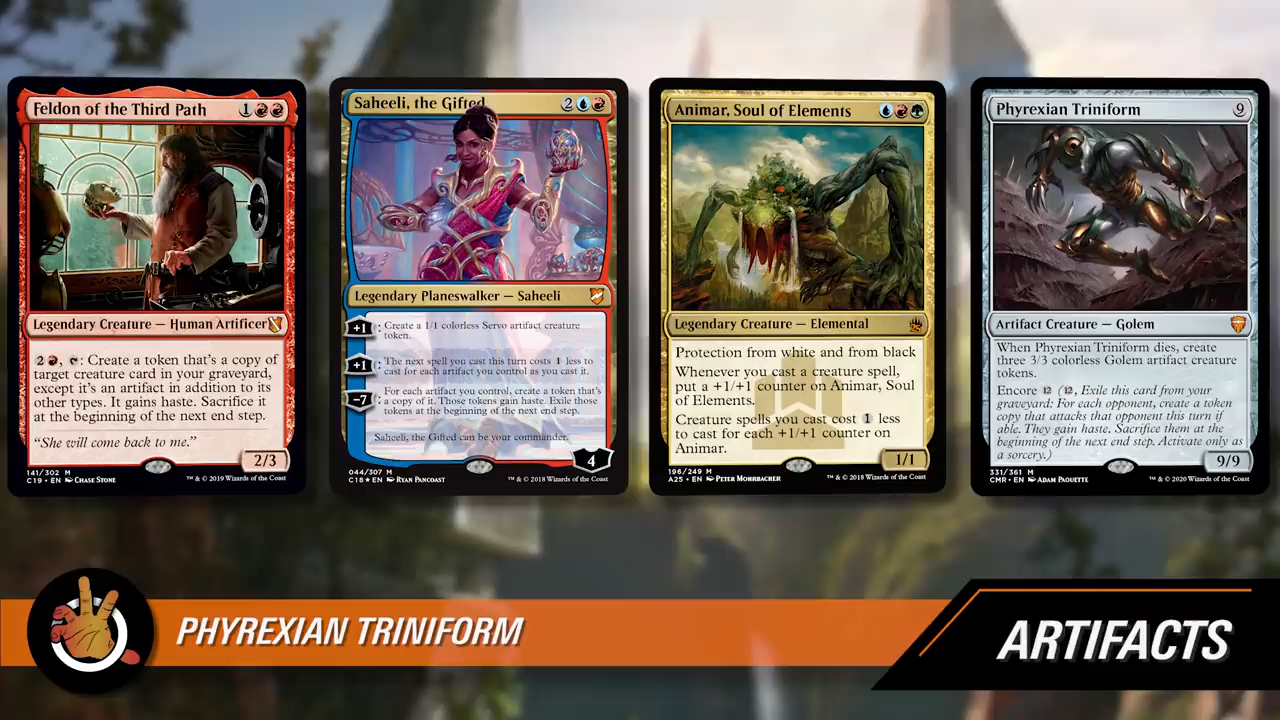 Feldon of the Third Path
1
Legendary Creature — Human Artificer
2 , : Create a token that's a copy of
target creature card in your graveyard,
except it's an artifact in addition to its
other types. It gains haste. Sacrifice it
at the beginning of the next end step.
"She will come back to me."
2/3
141/302 M
C19 • EN CHASE STONE
™ & © 2019 Wizards of the Coast
Saheeli, the Gifted
2
Legendary Planeswalker — Saheeli
+1 : Create a 1/1 colorless Servo artifact creature
token.
+1 : The next spell you cast this turn costs 1 less to
cast for each artifact you control as you cast it.
-7 : For each artifact you control, create a token that's
a copy of it. Those tokens gain haste. Exile those
tokens at the beginning of the next end step.
Saheeli, the Gifted can be your commander.
4
044/307 M
C18 ★ EN RYAN PANCOAST
™ & © 2018 Wizards of the Coast
Animar, Soul of Elements
Legendary Creature — Elemental
Protection from white and from black
Whenever you cast a creature spell,
put a +1/+1 counter on Animar, Soul
of Elements.
Creature spells you cast cost 1 less
to cast for each +1/+1 counter on
Animar.
1/1
196/249 M
A25 • EN PETER MOHRBACHER
™ & © 2018 Wizards of the Coast
Phyrexian Triniform
9
Artifact Creature — Golem
When Phyrexian Triniform dies, create
three 3/3 colorless Golem artifact creature
tokens.
Encore 12 (12, Exile this card from your
graveyard: For each opponent, create a token
copy that attacks that opponent this turn if
able. They gain haste. Sacrifice them at the
beginning of the next end step. Activate only as
a sorcery.)
9/9
331/361 M
CMR • EN ADAM PAQUETTE
™ & © 2020 Wizards of the Coast
PHYREXIAN TRINIFORM
ARTIFACTS